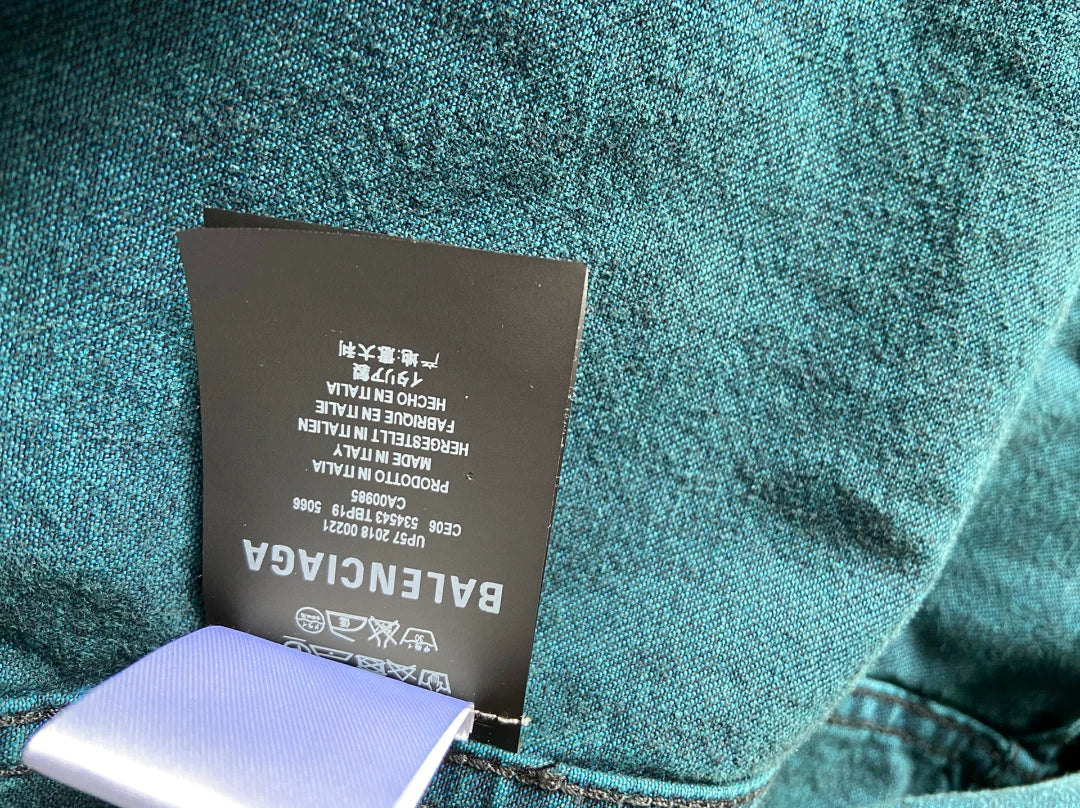 BALENCIAGA
UP57 2018 00221
CE06 534543 TBP19 5066
CA00985
PRODOTTO IN ITALIA
MADE IN ITALY
HERGESTELLT IN ITALIEN
FABRIQUE EN ITALIE
HECHO EN ITALIA
イタリア製
产地:意大利